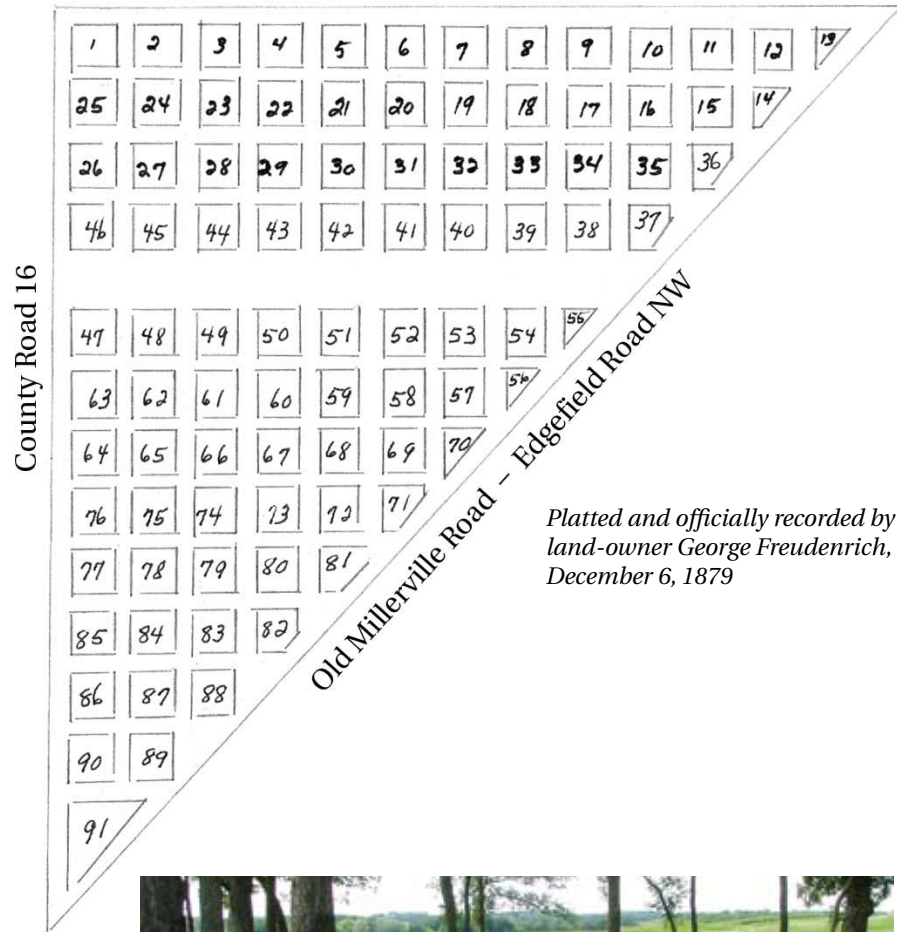 1 2 3 4 5 6 7 8 9 10 11 12 13
25 24 23 22 21 20 19 18 17 16 15 14
26 27 28 29 30 31 32 33 34 35 36
46 45 44 43 42 41 40 39 38 37
47 48 49 50 51 52 53 54 55
63 62 61 60 59 58 57 56
64 65 66 67 68 69 70
76 75 74 73 72 71
77 78 79 80 81
85 84 83 82
86 87 88
90 89
91
County Road 16
Old Millerville Road – Edgefield Road NW
Platted and officially recorded by
land-owner George Freudenrich,
December 6, 1879